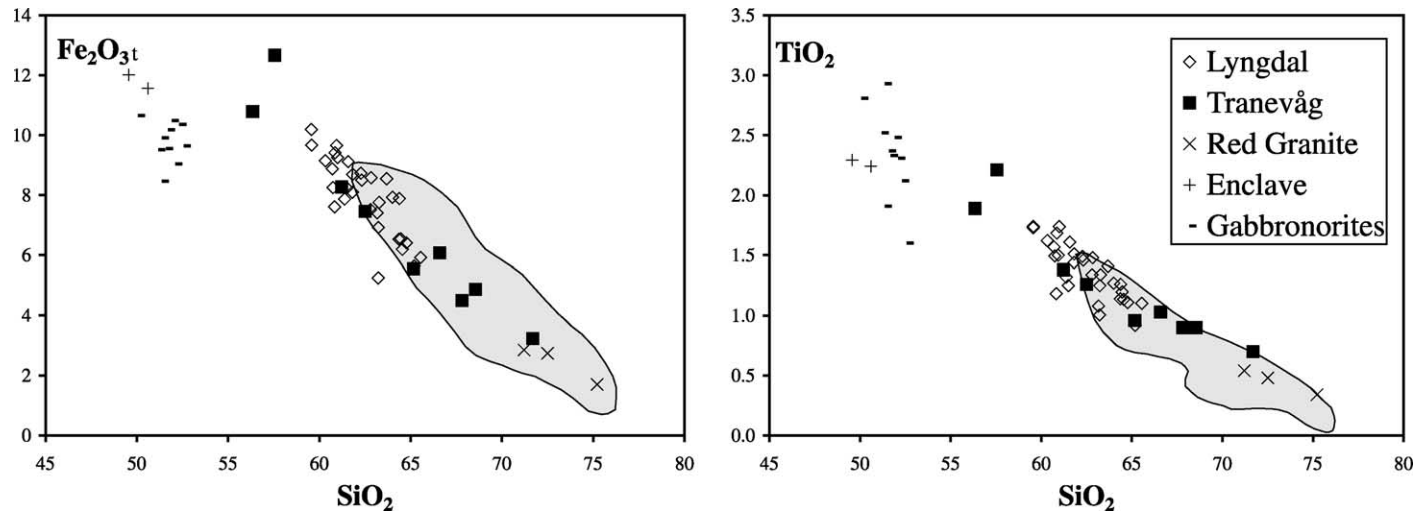 Fe₂O₃t
14
12
10
8
6
4
2
0
45 50 55 60 65 70 75 80
SiO₂
TiO₂
3.5
3.0
2.5
2.0
1.5
1.0
0.5
0.0
45 50 55 60 65 70 75 80
SiO₂
Lyngdal
Tranevåg
Red Granite
Enclave
Gabbronorites